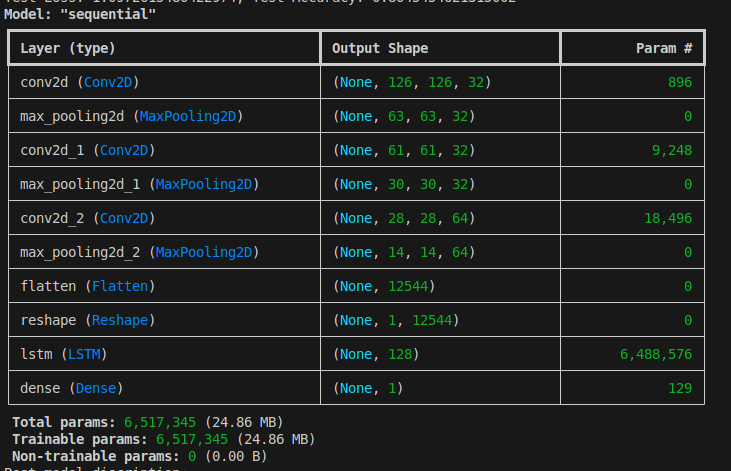 Model: "sequential"
Layer (type) Output Shape Param #
conv2d (Conv2D) (None, 126, 126, 32) 896
max_pooling2d (MaxPooling2D) (None, 63, 63, 32) 0
conv2d_1 (Conv2D) (None, 61, 61, 32) 9,248
max_pooling2d_1 (MaxPooling2D) (None, 30, 30, 32) 0
conv2d_2 (Conv2D) (None, 28, 28, 64) 18,496
max_pooling2d_2 (MaxPooling2D) (None, 14, 14, 64) 0
flatten (Flatten) (None, 12544) 0
reshape (Reshape) (None, 1, 12544) 0
lstm (LSTM) (None, 128) 6,488,576
dense (Dense) (None, 1) 129
Total params: 6,517,345 (24.86 MB)
Trainable params: 6,517,345 (24.86 MB)
Non-trainable params: 0 (0.00 B)